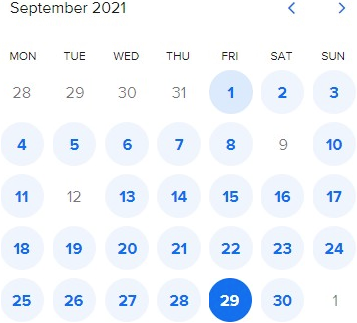 September 2021
MON TUE WED THU FRI SAT SUN
28 29 30 31 1 2 3
4 5 6 7 8 9 10
11 12 13 14 15 16 17
18 19 20 21 22 23 24
25 26 27 28 29 30 1